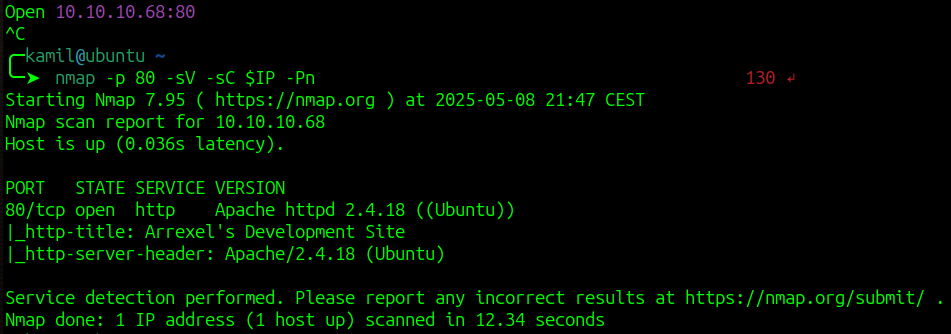 Open 10.10.10.68:80
^C
kamil@ubuntu ~
nmap -p 80 -sV -sC $IP -Pn 130 ↵
Starting Nmap 7.95 ( https://nmap.org ) at 2025-05-08 21:47 CEST
Nmap scan report for 10.10.10.68
Host is up (0.036s latency).
PORT   STATE SERVICE VERSION
80/tcp open  http    Apache httpd 2.4.18 ((Ubuntu))
|_http-title: Arrexel's Development Site
|_http-server-header: Apache/2.4.18 (Ubuntu)
Service detection performed. Please report any incorrect results at https://nmap.org/submit/ .
Nmap done: 1 IP address (1 host up) scanned in 12.34 seconds